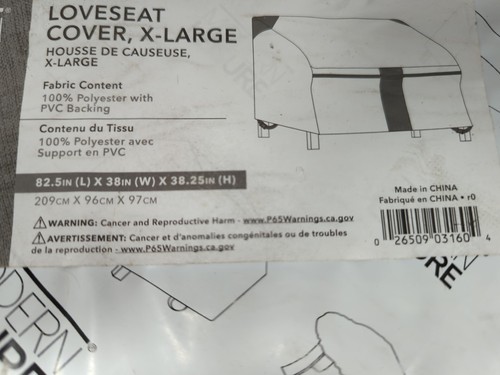 LOVESEAT
COVER, X-LARGE
HOUSSE DE CAUSEUSE,
X-LARGE
Fabric Content
100% Polyester with
PVC Backing
Contenu du Tissu
100% Polyester avec
Support en PVC
82.5IN (L) X 38IN (W) X 38.25IN (H)
209CM X 96CM X 97CM
WARNING: Cancer and Reproductive Harm - www.P65Warnings.ca.gov
AVERTISSEMENT: Cancer et d'anomalies congénitales ou de troubles
de la reproduction - www.P65Warnings.ca.gov
Made in CHINA
Fabriqué en CHINA • r0
0 26509 03160 4